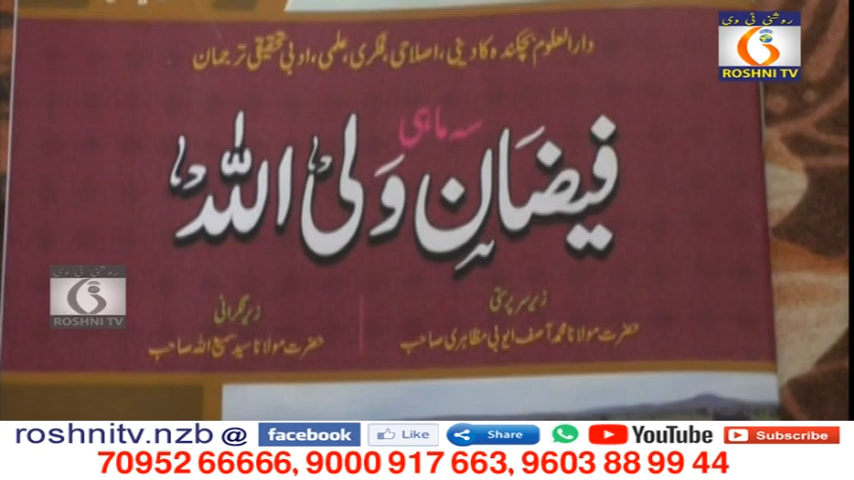 روشنی ٹی وی
ROSHNI TV
دارالعلوم بچکندہ کا دینی، اصلاحی، فکری، علمی، ادبی تحقیقی ترجمان
سہ ماہی
فیضانِ ولی اللہ
زیر سرپرستی
حضرت مولانا محمد آصف ایوبی مظاہری صاحب
زیر نگرانی
حضرت مولانا سید سمیع اللہ صاحب
روشنی ٹی وی
ROSHNI TV
roshnitv.nzb @ facebook Like Share YouTube Subscribe
70952 66666, 9000 917 663, 9603 88 99 44